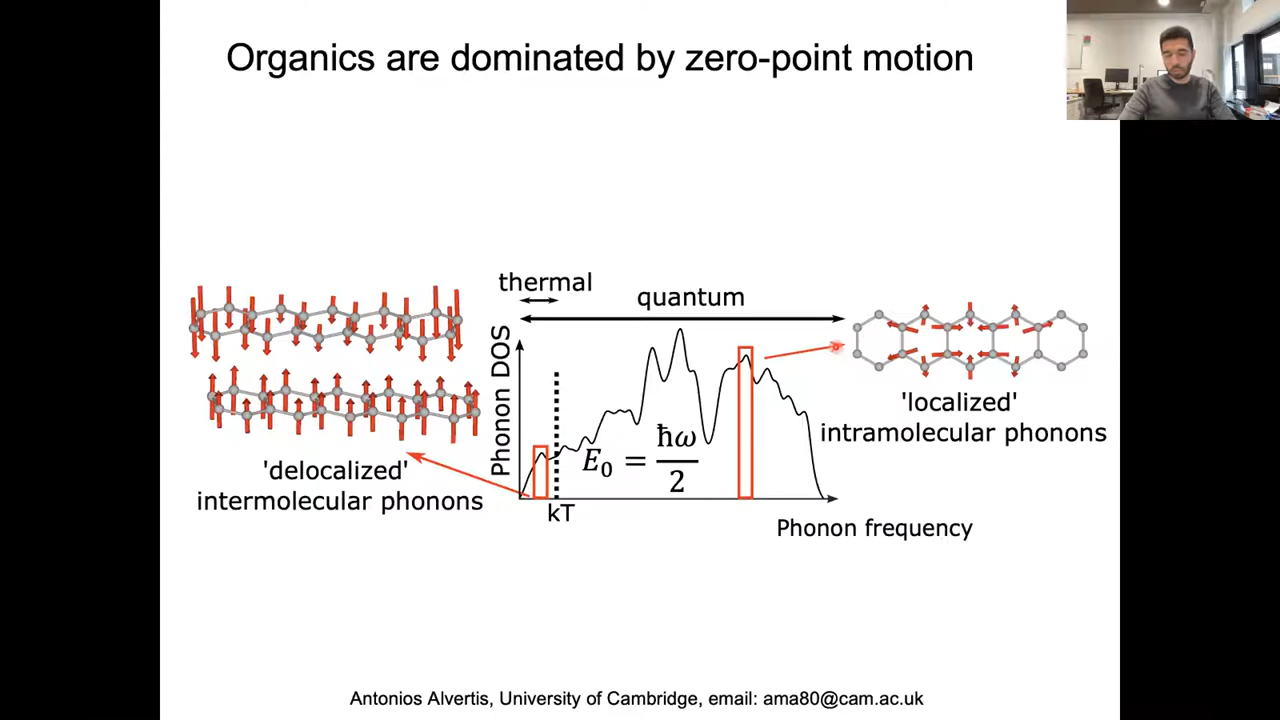 Organics are dominated by zero-point motion
thermal
quantum
Phonon DOS
E₀ = ħω/2
kT
Phonon frequency
'delocalized'
intermolecular phonons
'localized'
intramolecular phonons
Antonios Alvertis, University of Cambridge, email: ama80@cam.ac.uk